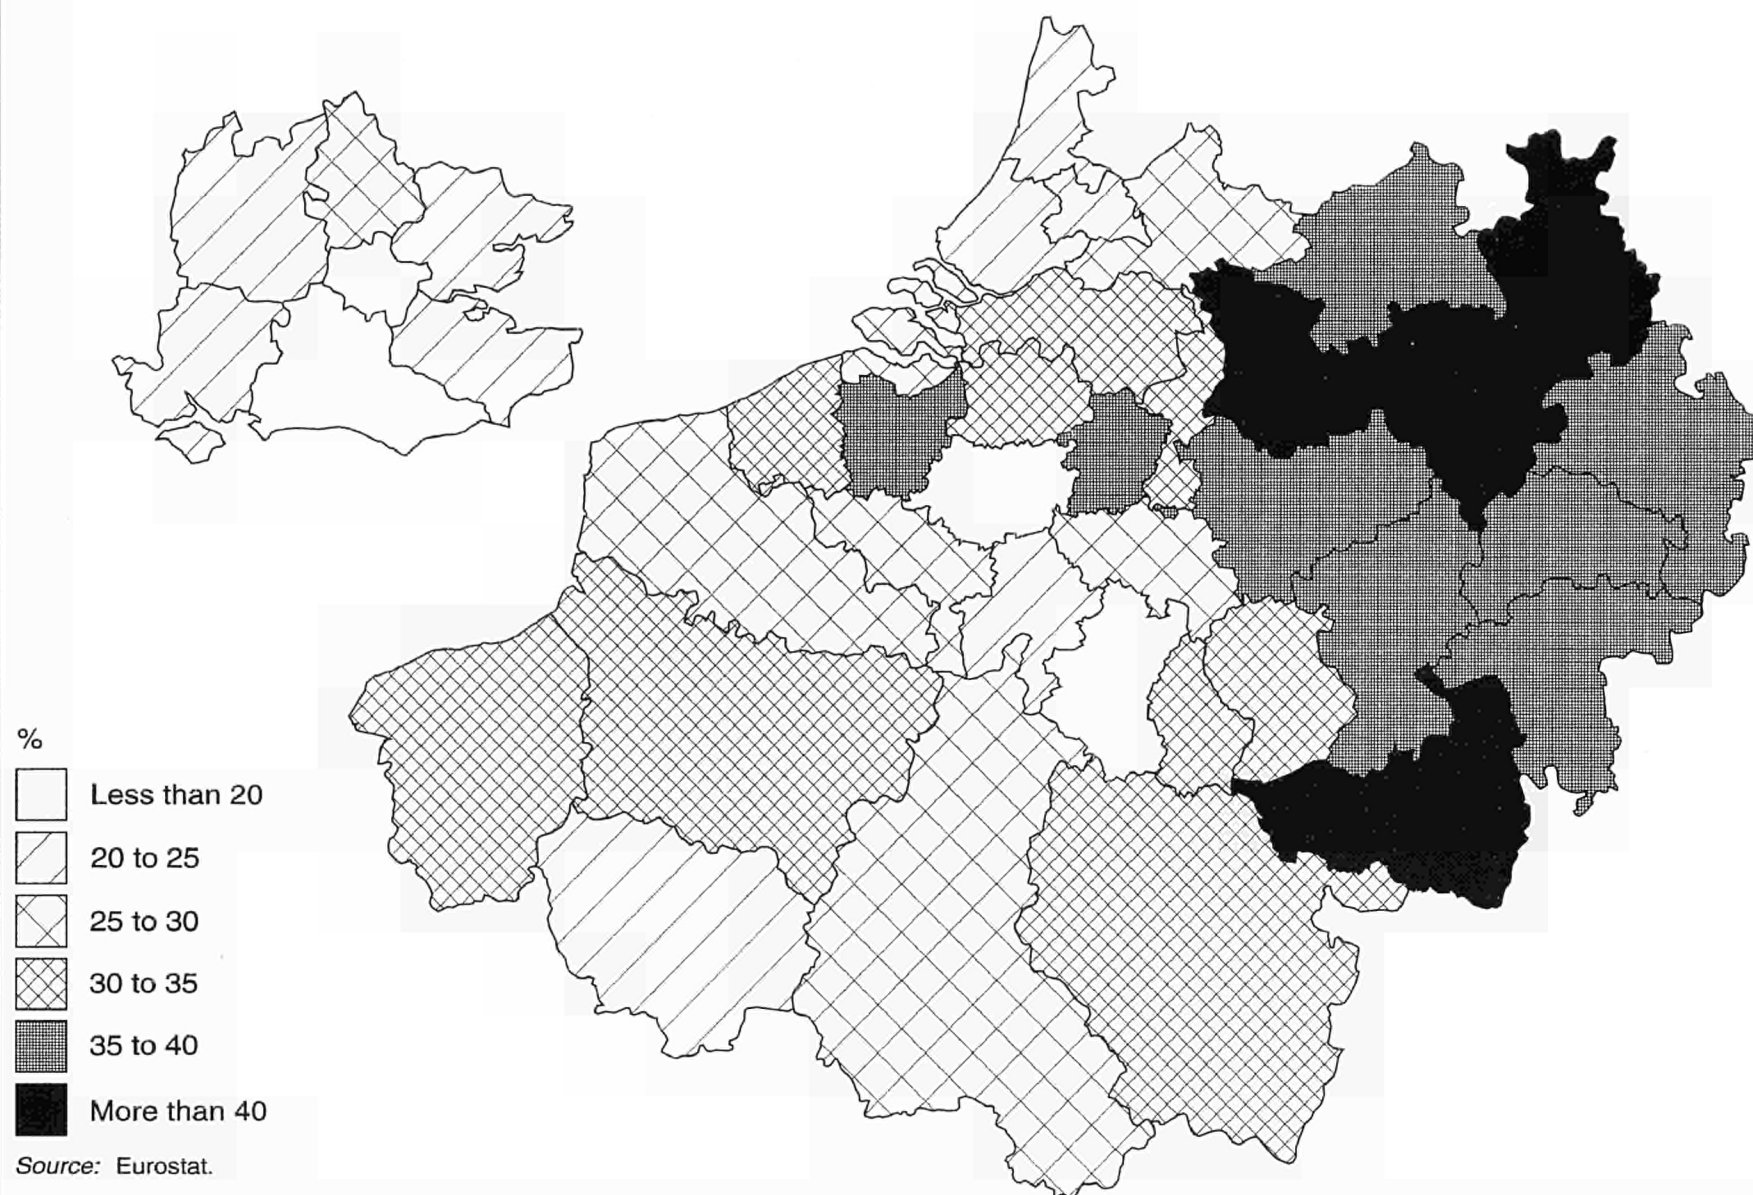 %
Less than 20
20 to 25
25 to 30
30 to 35
35 to 40
More than 40
Source: Eurostat.